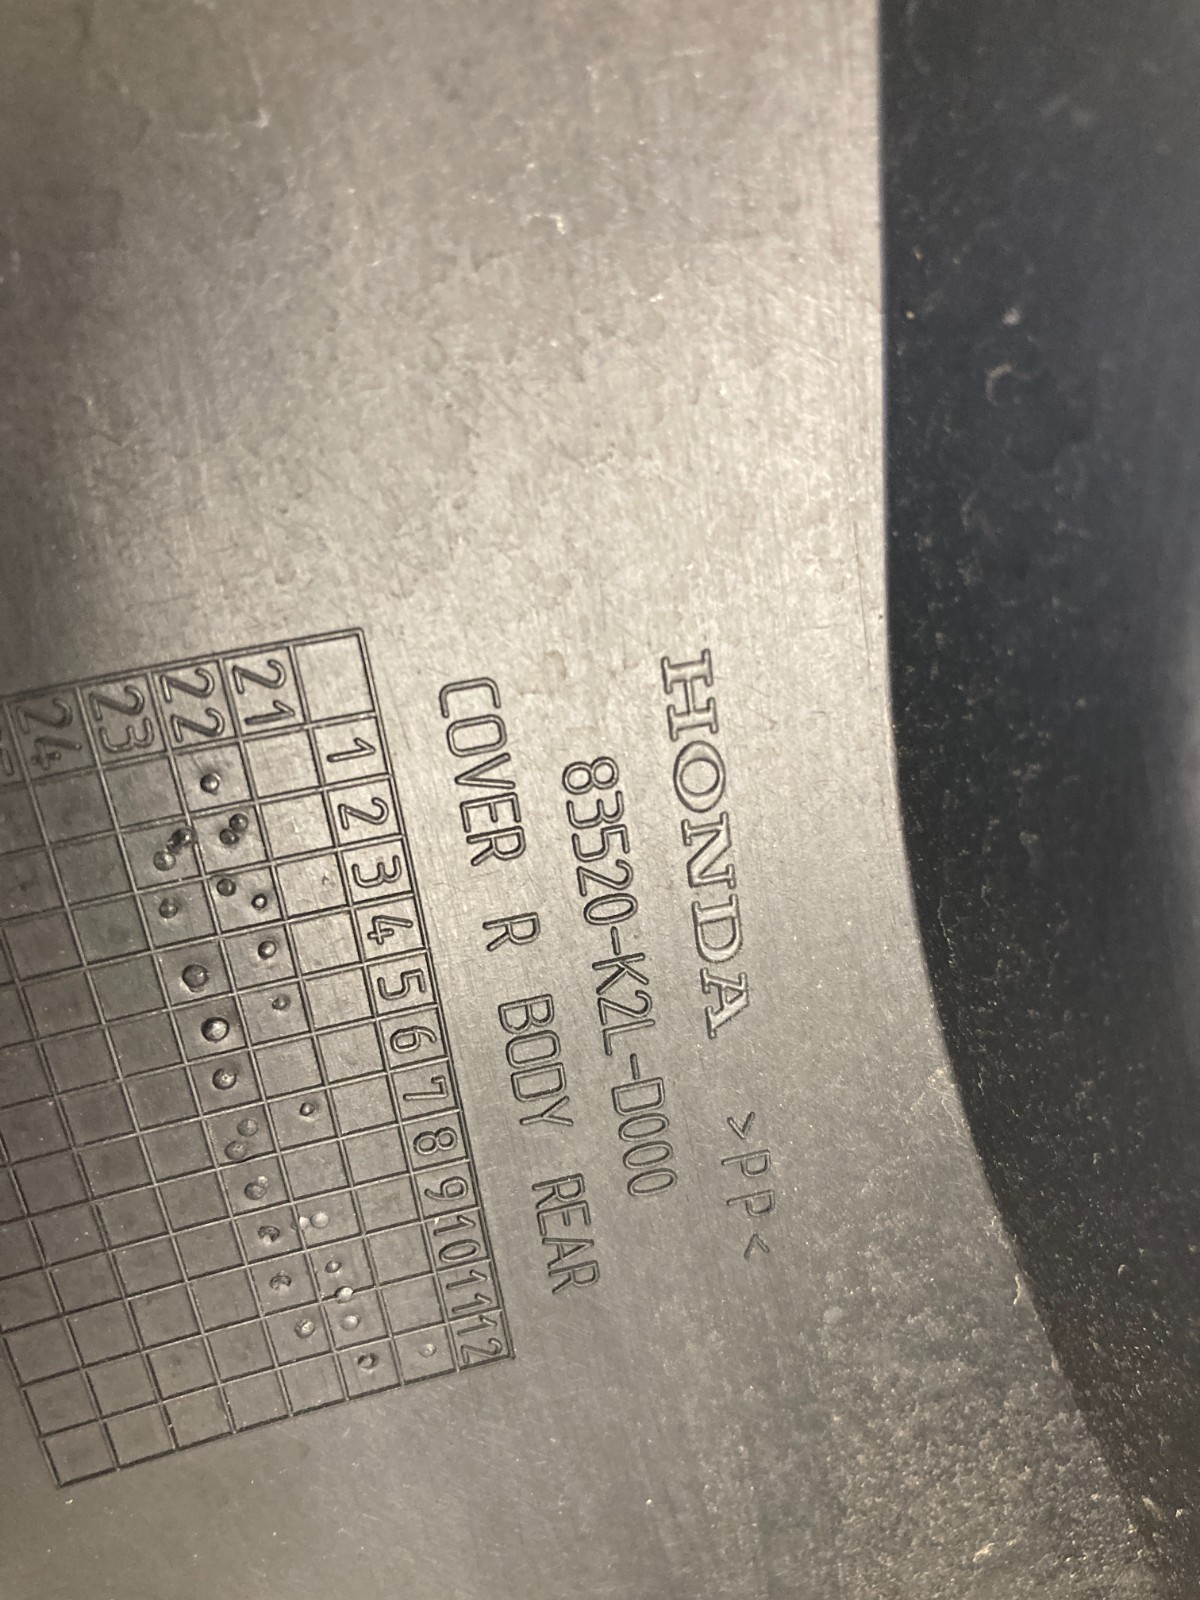 HONDA >PP<
83520-K2L-D000
COVER R BODY REAR
1 2 3 4 5 6 7 8 9 10 11 12
21
22
23
24